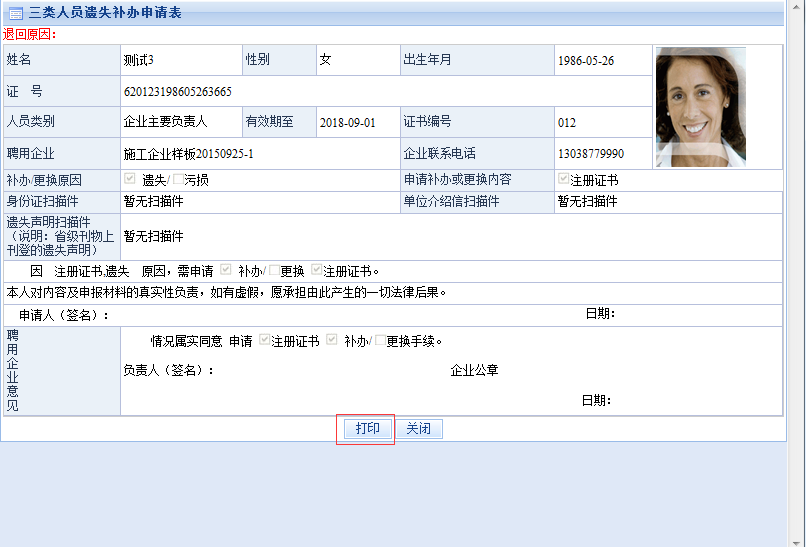 三类人员遗失补办申请表
退回原因:
姓名 测试3 性别 女 出生年月 1986-05-26
证 号 620123198605263665
人员类别 企业主要负责人 有效期至 2018-09-01 证书编号 012
聘用企业 施工企业样板20150925-1 企业联系电话 13038779990
补办/更换原因 遗失/ 污损 申请补办或更换内容 注册证书
身份证扫描件 暂无扫描件 单位介绍信扫描件 暂无扫描件
遗失声明扫描件
（说明：省级刊物上
刊登的遗失声明） 暂无扫描件
因 注册证书,遗失 原因，需申请 补办/ 更换 注册证书。
本人对内容及申报材料的真实性负责，如有虚假，愿承担由此产生的一切法律后果。
申请人（签名）： 日期：
聘用企业意见
情况属实同意 申请 注册证书 补办/ 更换手续。
负责人（签名）： 企业公章
日期：
打印 关闭